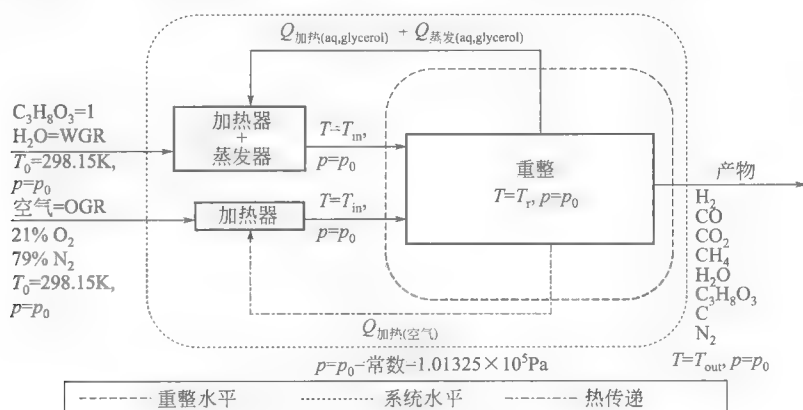 Q加热(aq,glycerol) + Q蒸发(aq,glycerol)
C₃H₈O₃=1
H₂O=WGR
T₀=298.15K,
p=p₀
加热器
+
蒸发器
T=Tᵢₙ,
p=p₀
空气=OGR
21% O₂
79% N₂
T₀=298.15K,
p=p₀
加热器
T=Tᵢₙ,
p=p₀
重整
T=Tᵣ, p=p₀
产物
H₂
CO
CO₂
CH₄
H₂O
C₃H₈O₃
C
N₂
T=Tout, p=p₀
Q加热(空气)
p=p₀=常数=1.01325×10⁵Pa
重整水平
系统水平
热传递